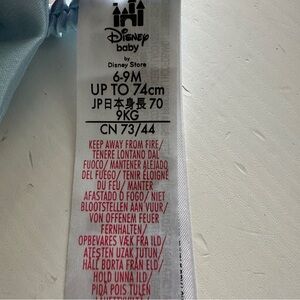 Disney
baby
by
Disney Store
6-9M
UP TO 74cm
JP日本身長 70
9KG
CN 73/44
KEEP AWAY FROM FIRE/
TENERE LONTANO DAL
FUOCO/ MANTENER ALEJADO
DEL FUEGO/ TENIR ÉLOIGNÉ
DU FEU/ MANTER
AFASTADO D FOGO/ NIET
BLOOTSTELLEN AAN VUUR/
VON OFFENEM FEUER
FERNHALTEN/
OPBEVARES VÆK FRA ILD/
ATEŞTEN UZAK TUTUN/
HÅLL BORTA FRÅN ELD/
HOLD UNNA ILD/
PIDÄ POIS TULEN